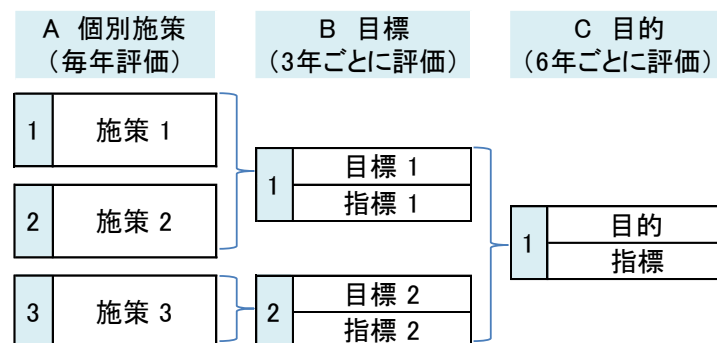 A 個別施策
(毎年評価)
B 目標
(3年ごとに評価)
C 目的
(6年ごとに評価)
1
施策 1
2
施策 2
3
施策 3
1
目標 1
指標 1
2
目標 2
指標 2
1
目的
指標